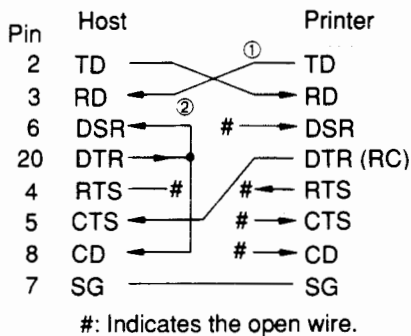 Host Printer
Pin
①
2 TD TD
3 RD RD
②
6 DSR # DSR
20 DTR DTR (RC)
4 RTS # # RTS
5 CTS # CTS
8 CD # CD
7 SG SG
#: Indicates the open wire.